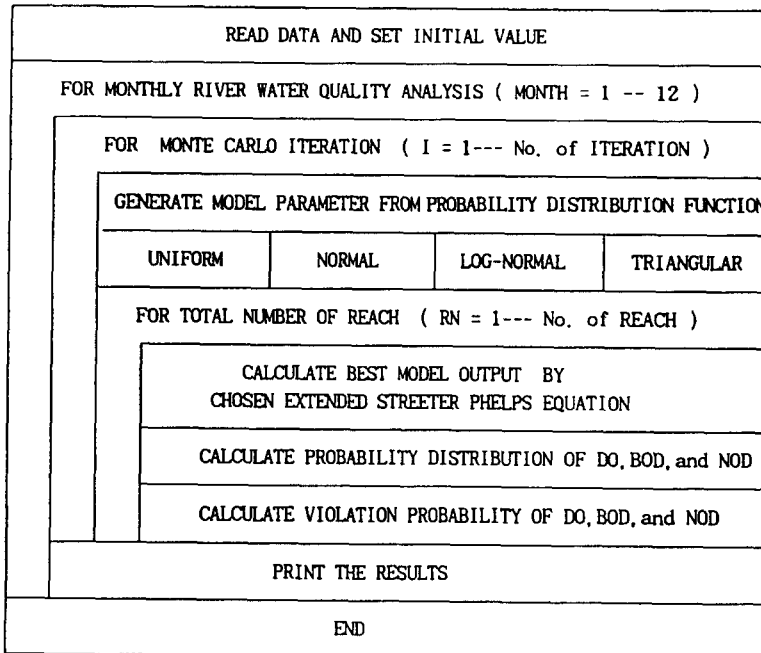 READ DATA AND SET INITIAL VALUE
FOR MONTHLY RIVER WATER QUALITY ANALYSIS ( MONTH = 1 -- 12 )
FOR MONTE CARLO ITERATION ( I = 1--- No. of ITERATION )
GENERATE MODEL PARAMETER FROM PROBABILITY DISTRIBUTION FUNCTION
UNIFORM NORMAL LOG-NORMAL TRIANGULAR
FOR TOTAL NUMBER OF REACH ( RN = 1--- No. of REACH )
CALCULATE BEST MODEL OUTPUT BY
CHOSEN EXTENDED STREETER PHELPS EQUATION
CALCULATE PROBABILITY DISTRIBUTION OF DO, BOD, and NOD
CALCULATE VIOLATION PROBABILITY OF DO, BOD, and NOD
PRINT THE RESULTS
END